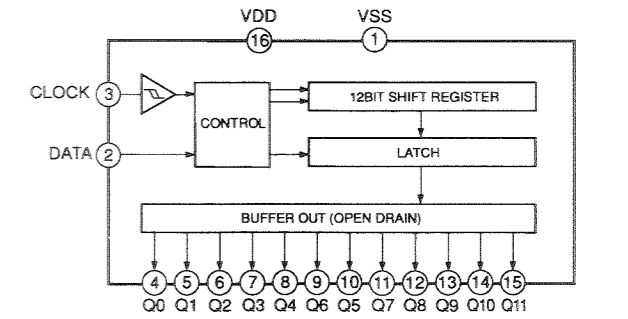 VDD VSS
16 1
CLOCK 3
12BIT SHIFT REGISTER
CONTROL
DATA 2
LATCH
BUFFER OUT (OPEN DRAIN)
4 5 6 7 8 9 10 11 12 13 14 15
Q0 Q1 Q2 Q3 Q4 Q6 Q5 Q7 Q8 Q9 Q10 Q11